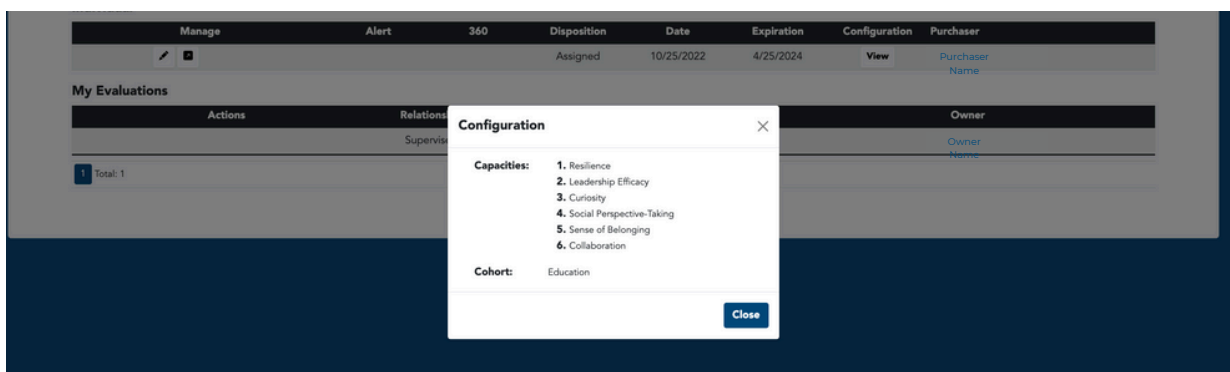 Manage Alert 360 Disposition Date Expiration Configuration Purchaser
Assigned 10/25/2022 4/25/2024 View Purchaser
Name
My Evaluations
Actions Owner
Owner
Name
1 Total: 1
Configuration
Capacities: 1. Resilience
2. Leadership Efficacy
3. Curiosity
4. Social Perspective-Taking
5. Sense of Belonging
6. Collaboration
Cohort: Education
Close